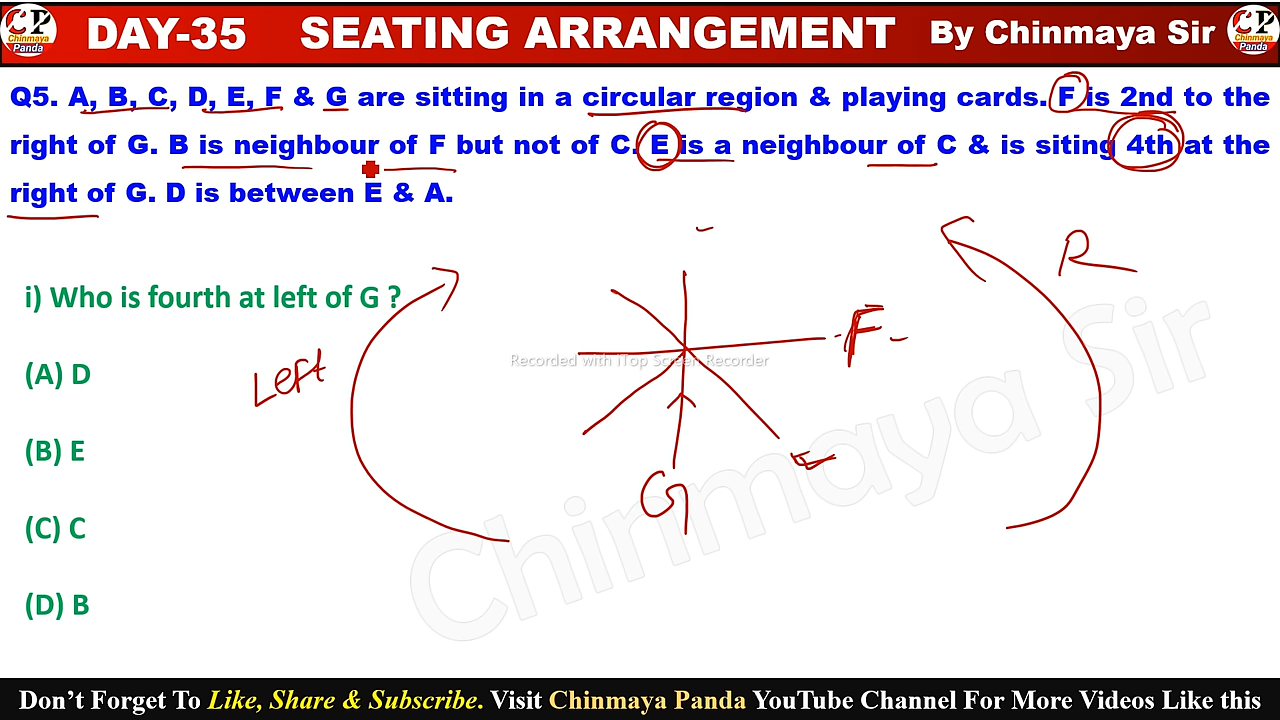 CP Chinmaya Panda DAY-35 SEATING ARRANGEMENT By Chinmaya Sir CP Chinmaya Panda
Q5. A, B, C, D, E, F & G are sitting in a circular region & playing cards. F is 2nd to the
right of G. B is neighbour of F but not of C. E is a neighbour of C & is siting 4th at the
right of G. D is between E & A.
R
i) Who is fourth at left of G ?
F
Recorded with iTop Screen Recorder
(A) D
Left
(B) E
G
(C) C
(D) B
Chinmaya Sir
Don’t Forget To Like, Share & Subscribe. Visit Chinmaya Panda YouTube Channel For More Videos Like this